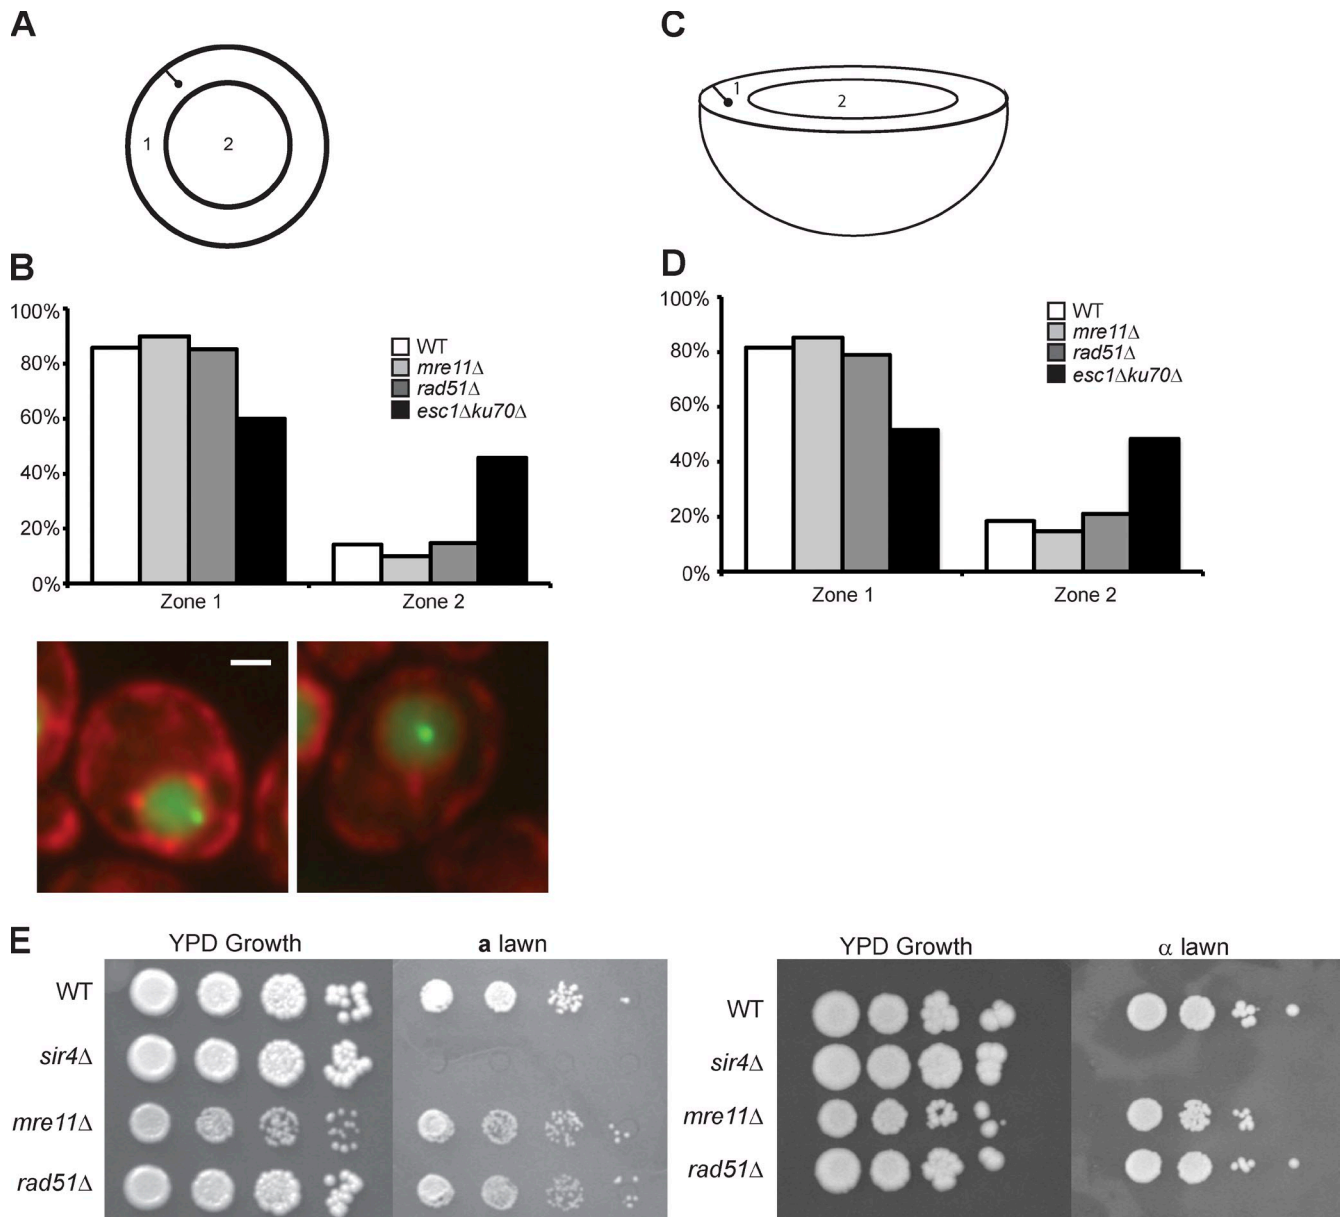 A
1
2
B
100%
80%
60%
40%
20%
0%
WT
mre11Δ
rad51Δ
esc1Δku70Δ
Zone 1
Zone 2
C
1
2
D
100%
80%
60%
40%
20%
0%
WT
mre11Δ
rad51Δ
esc1Δku70Δ
Zone 1
Zone 2
E
YPD Growth
a lawn
WT
sir4Δ
mre11Δ
rad51Δ
YPD Growth
α lawn
WT
sir4Δ
mre11Δ
rad51Δ